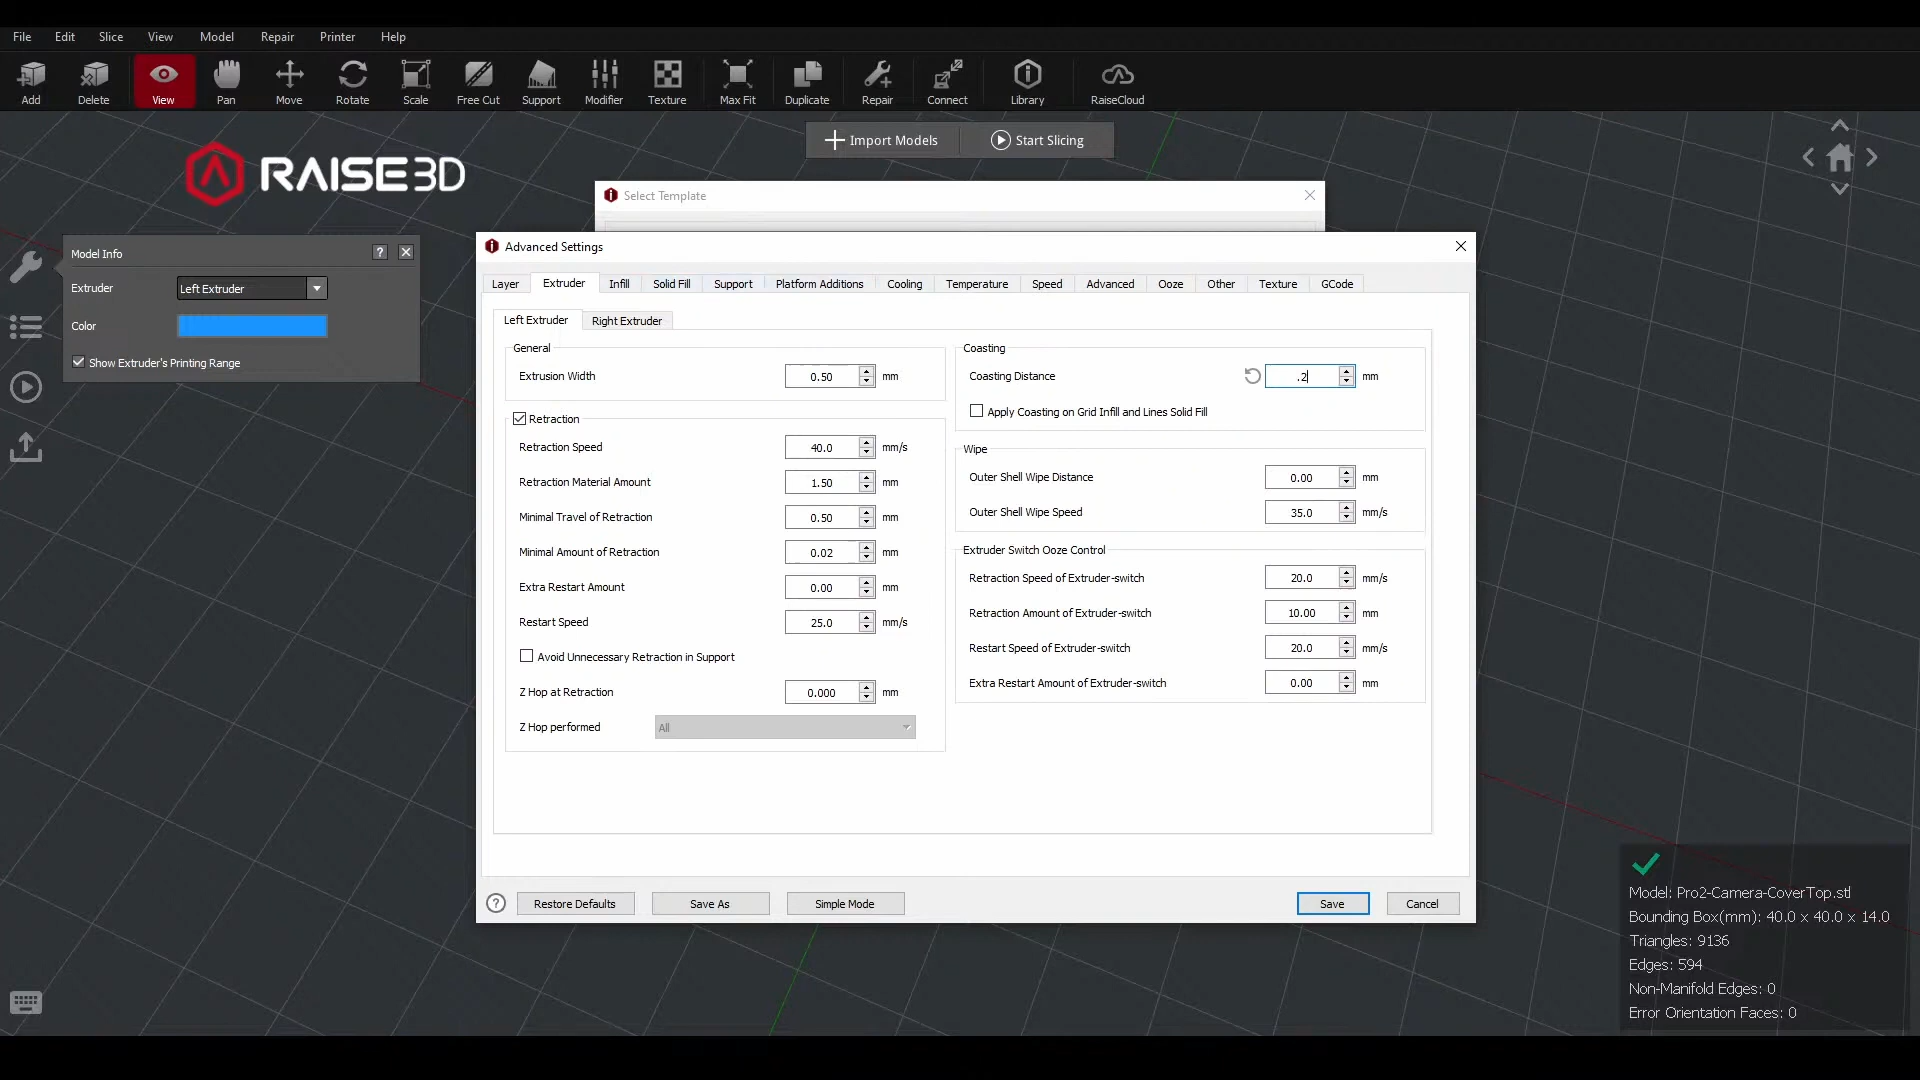 File Edit Slice View Model Repair Printer Help
Add Delete View Pan Move Rotate Scale Free Cut Support Modifier Texture Max Fit Duplicate Repair Connect Library RaiseCloud
Import Models Start Slicing
RAISE3D
Select Template
Model Info ?
Extruder Left Extruder
Color
Show Extruder's Printing Range
Advanced Settings
Layer Extruder Infill Solid Fill Support Platform Additions Cooling Temperature Speed Advanced Ooze Other Texture GCode
Left Extruder Right Extruder
General
Extrusion Width 0.50 mm
Retraction
Retraction Speed 40.0 mm/s
Retraction Material Amount 1.50 mm
Minimal Travel of Retraction 0.50 mm
Minimal Amount of Retraction 0.02 mm
Extra Restart Amount 0.00 mm
Restart Speed 25.0 mm/s
Avoid Unnecessary Retraction in Support
Z Hop at Retraction 0.000 mm
Z Hop performed All
Coasting
Coasting Distance .2 mm
Apply Coasting on Grid Infill and Lines Solid Fill
Wipe
Outer Shell Wipe Distance 0.00 mm
Outer Shell Wipe Speed 35.0 mm/s
Extruder Switch Ooze Control
Retraction Speed of Extruder-switch 20.0 mm/s
Retraction Amount of Extruder-switch 10.00 mm
Restart Speed of Extruder-switch 20.0 mm/s
Extra Restart Amount of Extruder-switch 0.00 mm
? Restore Defaults Save As Simple Mode Save Cancel
Model: Pro2-Camera-CoverTop.stl
Bounding Box(mm): 40.0 x 40.0 x 14.0
Triangles: 9136
Edges: 594
Non-Manifold Edges: 0
Error Orientation Faces: 0